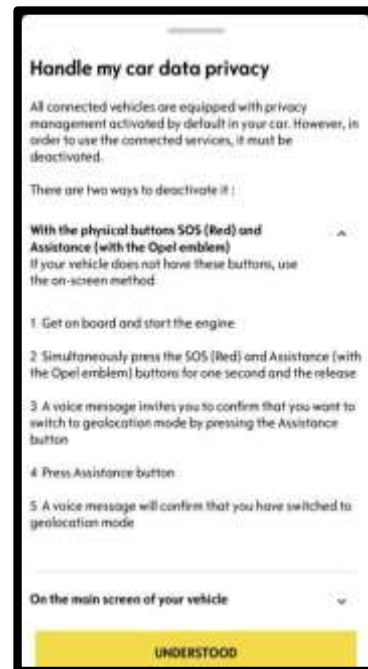 Handle my car data privacy
All connected vehicles are equipped with privacy
management activated by default in your car. However, in
order to use the connected services, it must be
deactivated.
There are two ways to deactivate it :
With the physical buttons SOS (Red) and
Assistance (with the Opel emblem)
If your vehicle does not have these buttons, use
the on-screen method
1 Get on board and start the engine
2 Simultaneously press the SOS (Red) and Assistance (with
the Opel emblem) buttons for one second and the release
3 A voice message invites you to confirm that you want to
switch to geolocation mode by pressing the Assistance
button
4 Press Assistance button
5 A voice message will confirm that you have switched to
geolocation mode
On the main screen of your vehicle
UNDERSTOOD